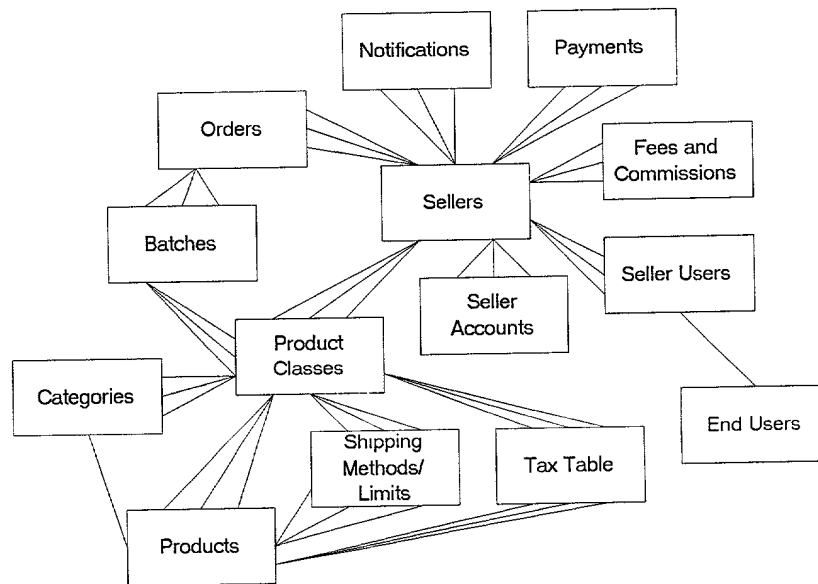 Notifications
Payments
Orders
Fees and
Commissions
Sellers
Batches
Seller Users
Seller
Accounts
Product
Classes
Categories
End Users
Shipping
Methods/
Limits
Tax Table
Products